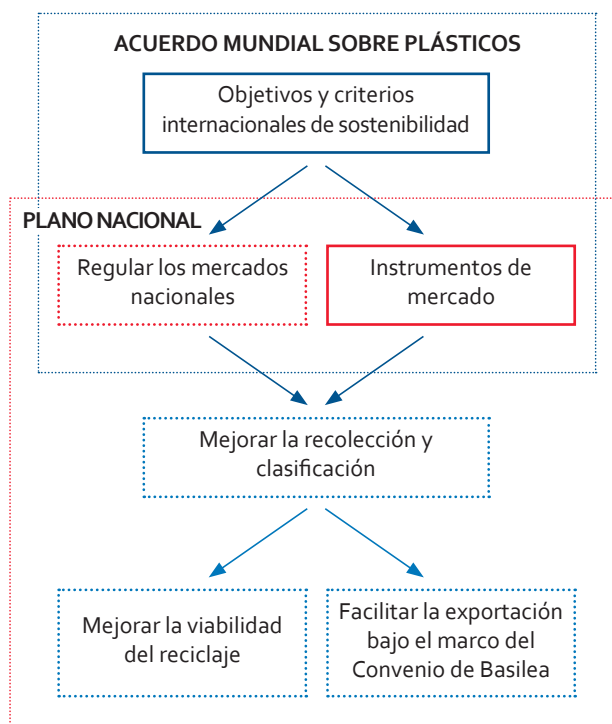 ACUERDO MUNDIAL SOBRE PLÁSTICOS
Objetivos y criterios
internacionales de sostenibilidad
PLANO NACIONAL
Regular los mercados
nacionales
Instrumentos de
mercado
Mejorar la recolección y
clasificación
Mejorar la viabilidad
del reciclaje
Facilitar la exportación
bajo el marco del
Convenio de Basilea